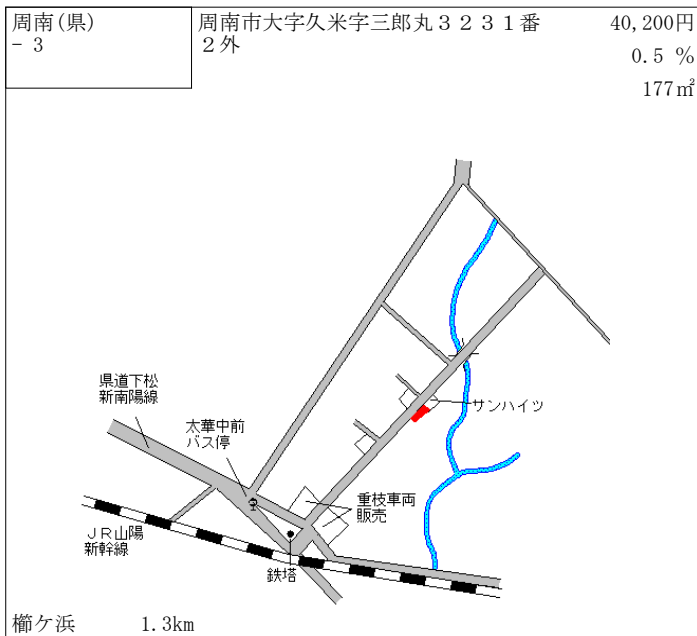 周南(県)
- 3
周南市大字久米字三郎丸３２３１番
２外
40,200円
0.5 %
177㎡
県道下松
新南陽線
太華中前
バス停
サンハイツ
重枝車両
販売
ＪＲ山陽
新幹線
鉄塔
櫛ケ浜 1.3km